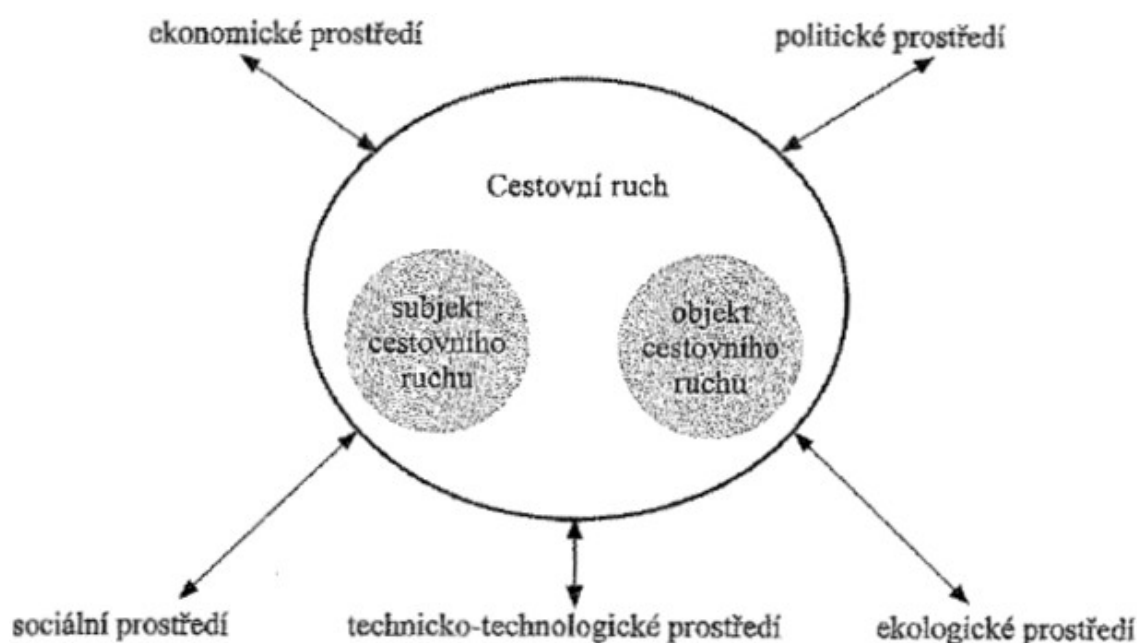 ekonomické prostředí
politické prostředí
Cestovní ruch
subjekt
cestovního
ruchu
objekt
cestovního
ruchu
sociální prostředí
technicko-technologické prostředí
ekologické prostředí